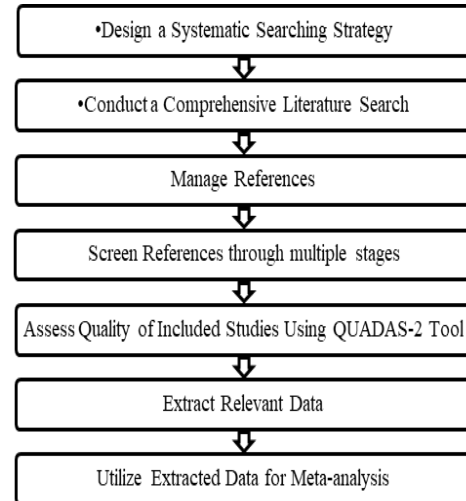 •Design a Systematic Searching Strategy
•Conduct a Comprehensive Literature Search
Manage References
Screen References through multiple stages
Assess Quality of Included Studies Using QUADAS-2 Tool
Extract Relevant Data
Utilize Extracted Data for Meta-analysis